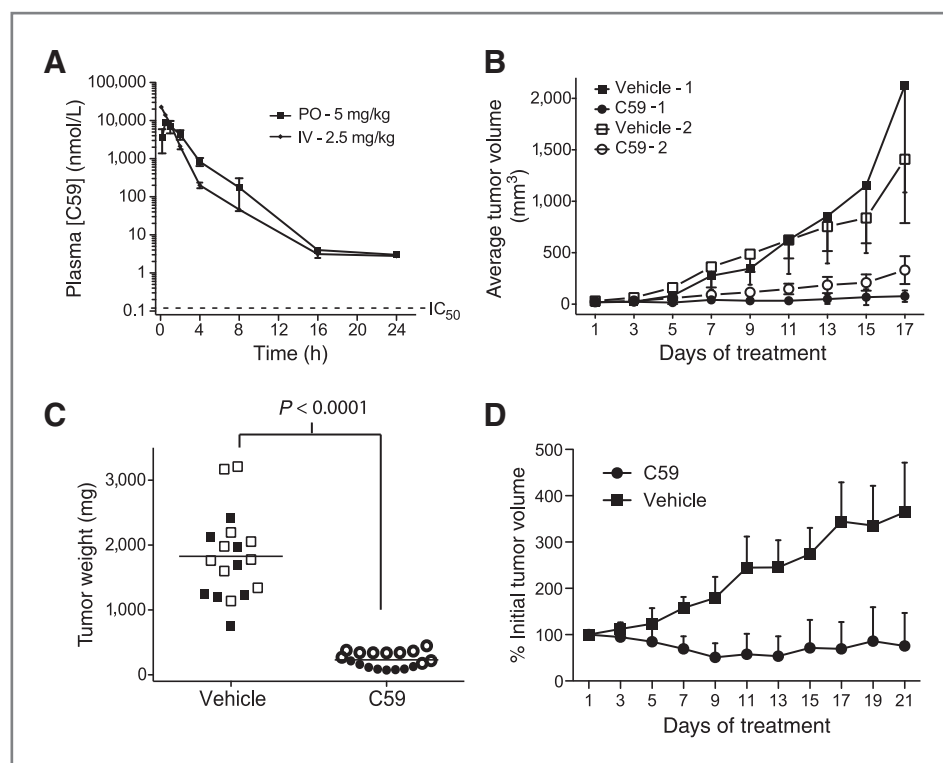 A
100,000
10,000
1,000
100
10
1
0.1
Plasma [C59] (nmol/L)
PO - 5 mg/kg
IV - 2.5 mg/kg
IC50
0 2 4 8 12 16 20 24
Time (h)
B
Vehicle - 1
C59 - 1
Vehicle - 2
C59 - 2
2,000
1,500
1,000
500
0
Average tumor volume
(mm3)
1 3 5 7 9 11 13 15 17
Days of treatment
C
P < 0.0001
3,000
2,000
1,000
0
Tumor weight (mg)
Vehicle C59
D
C59
Vehicle
500
400
300
200
100
0
% Initial tumor volume
1 3 5 7 9 11 13 15 17 19 21
Days of treatment